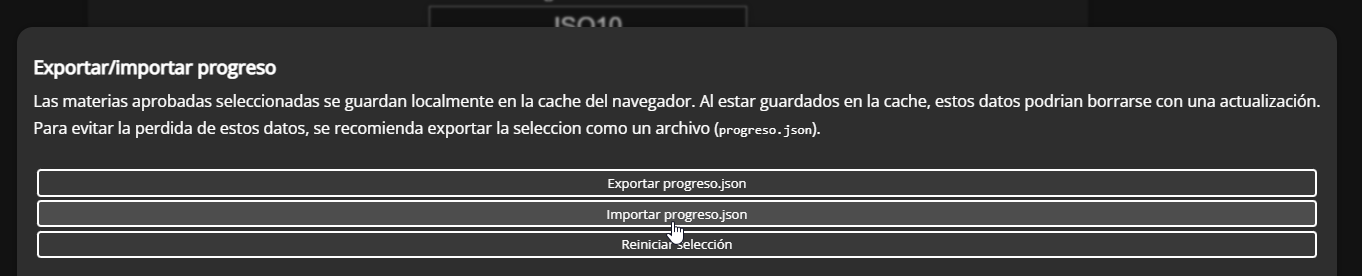 ISO10
Exportar/importar progreso
Las materias aprobadas seleccionadas se guardan localmente en la cache del navegador. Al estar guardados en la cache, estos datos podrian borrarse con una actualización.
Para evitar la perdida de estos datos, se recomienda exportar la seleccion como un archivo (progreso.json).
Exportar progreso.json
Importar progreso.json
Reiniciar selección